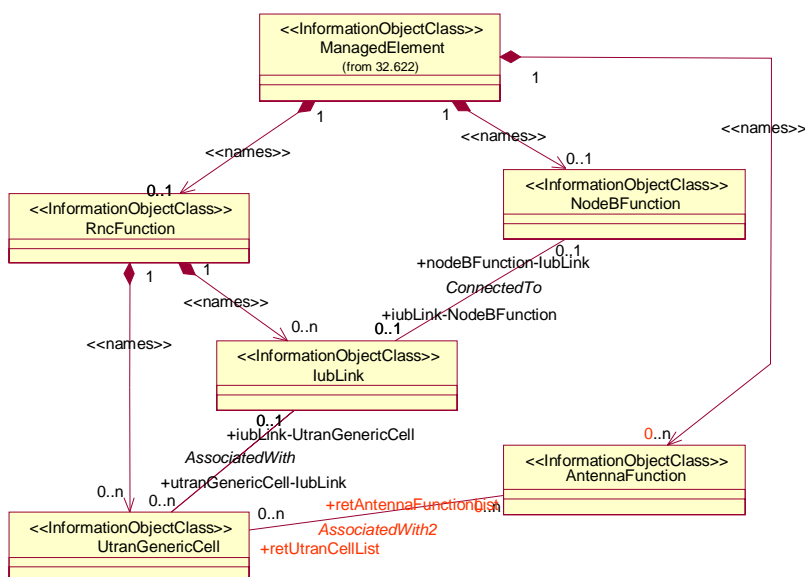 <<InformationObjectClass>>
ManagedElement
(from 32.622)
1
1
1
<<names>>
<<names>>
<<names>>
0..1
0..1
<<InformationObjectClass>>
RncFunction
<<InformationObjectClass>>
NodeBFunction
1
1
0..1
+nodeBFunction-IubLink
ConnectedTo
+iubLink-NodeBFunction
<<names>>
<<names>>
0..n
0..1
<<InformationObjectClass>>
IubLink
0..1
+iubLink-UtranGenericCell
AssociatedWith
+utranGenericCell-IubLink
0..n
0..n
0..n
<<InformationObjectClass>>
AntennaFunction
+retAntennaFunctionList
0..n
0..n
AssociatedWith2
+retUtranCellList
<<InformationObjectClass>>
UtranGenericCell